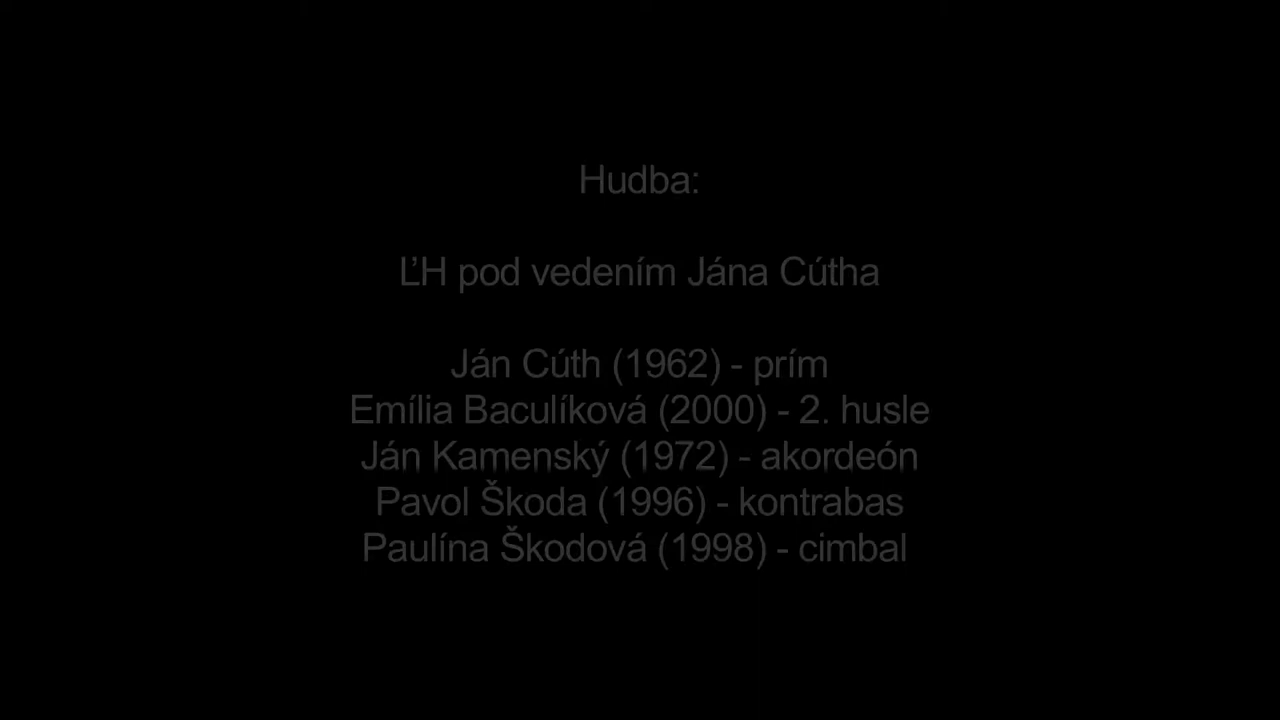 Hudba:
ĽH pod vedením Jána Cútha
Ján Cúth (1962) - prím
Emília Baculíková (2000) - 2. husle
Ján Kamenský (1972) - akordeón
Pavol Škoda (1996) - kontrabas
Paulína Škodová (1998) - cimbal